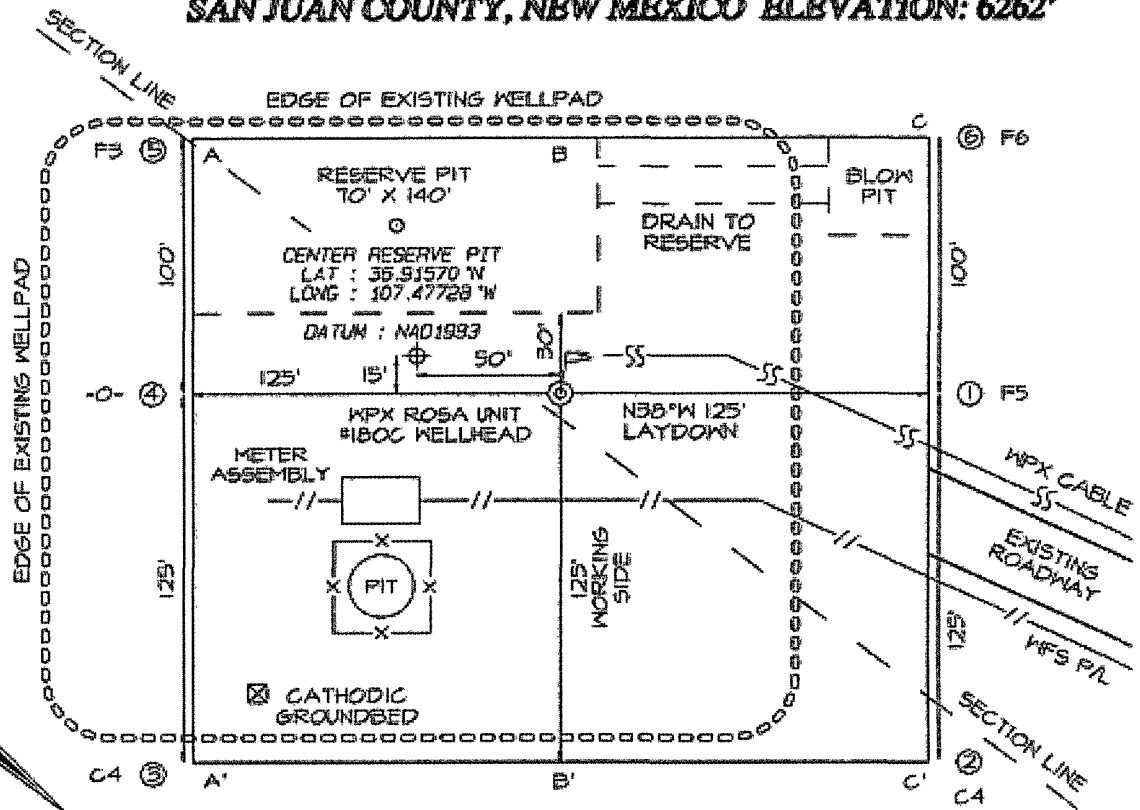 SAN JUAN COUNTY, NEW MEXICO ELEVATION: 6262'
SECTION LINE
EDGE OF EXISTING WELLPAD
F3 ⑤
A
B
C
⑥ F6
RESERVE PIT
70' X 140'
BLOW
PIT
DRAIN TO
RESERVE
CENTER RESERVE PIT
LAT : 36.91570 °N
LONG : 107.47728 °W
DATUM : NAD1983
100'
100'
EDGE OF EXISTING WELLPAD
30'
50'
15'
125'
-0- ④
① F5
WPX ROSA UNIT
#180C WELLHEAD
N38°W 125'
LAYDOWN
METER
ASSEMBLY
WPX CABLE
EXISTING
ROADWAY
PIT
125'
125'
WORKING
SIDE
125'
WFS P/L
CATHODIC
GROUNDBED
SECTION LINE
C4 ③
A'
B'
C'
②
C4